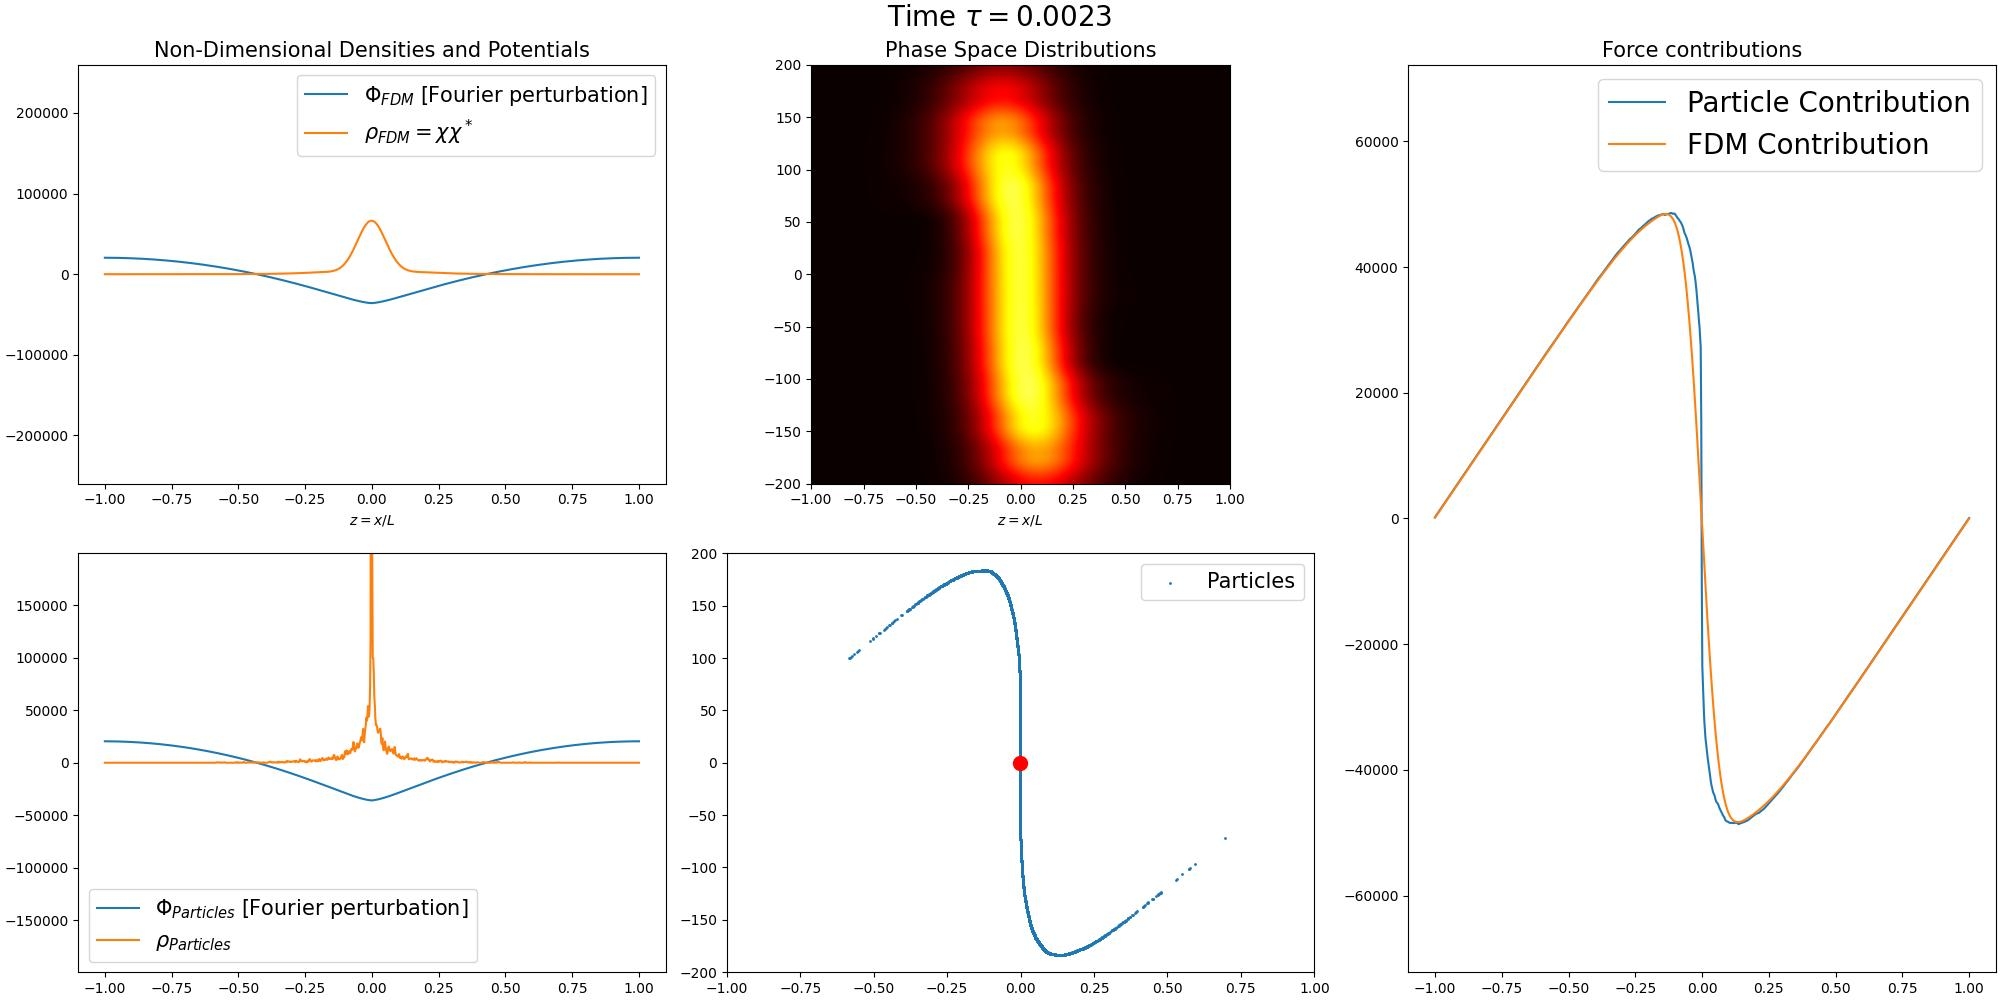 Time τ = 0.0023
Non-Dimensional Densities and Potentials
Φ_FDM [Fourier perturbation]
ρ_FDM = χχ*
200000
100000
0
−100000
−200000
−1.00 −0.75 −0.50 −0.25 0.00 0.25 0.50 0.75 1.00
z = x/L
Phase Space Distributions
200
150
100
50
0
−50
−100
−150
−200
−1.00 −0.75 −0.50 −0.25 0.00 0.25 0.50 0.75 1.00
z = x/L
Force contributions
Particle Contribution
FDM Contribution
60000
40000
20000
0
−20000
−40000
−60000
−1.00 −0.75 −0.50 −0.25 0.00 0.25 0.50 0.75 1.00
150000
100000
50000
0
−50000
−100000
−150000
Φ_Particles [Fourier perturbation]
ρ_Particles
−1.00 −0.75 −0.50 −0.25 0.00 0.25 0.50 0.75 1.00
Particles
200
150
100
50
0
−50
−100
−150
−200
−1.00 −0.75 −0.50 −0.25 0.00 0.25 0.50 0.75 1.00